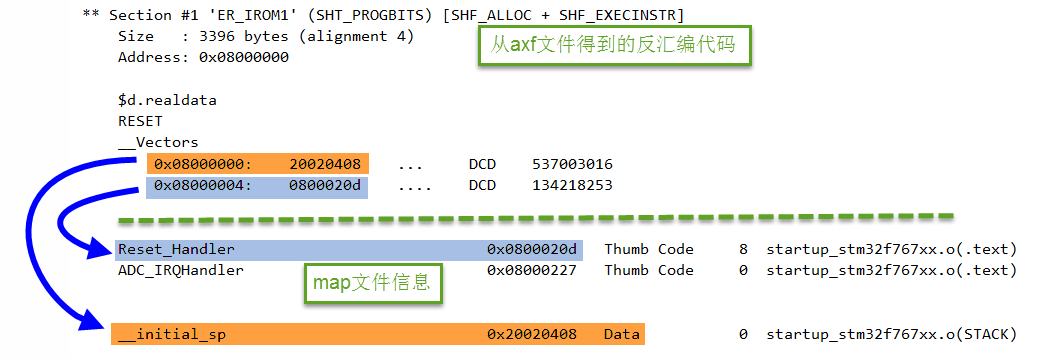 ** Section #1 'ER_IROM1' (SHT_PROGBITS) [SHF_ALLOC + SHF_EXECINSTR]
Size : 3396 bytes (alignment 4)
Address: 0x08000000
从axf文件得到的反汇编代码
$d.realdata
RESET
__Vectors
0x08000000: 20020408 ... DCD 537003016
0x08000004: 0800020d .... DCD 134218253
Reset_Handler 0x0800020d Thumb Code 8 startup_stm32f767xx.o(.text)
ADC_IRQHandler 0x08000227 Thumb Code 0 startup_stm32f767xx.o(.text)
map文件信息
__initial_sp 0x20020408 Data 0 startup_stm32f767xx.o(STACK)